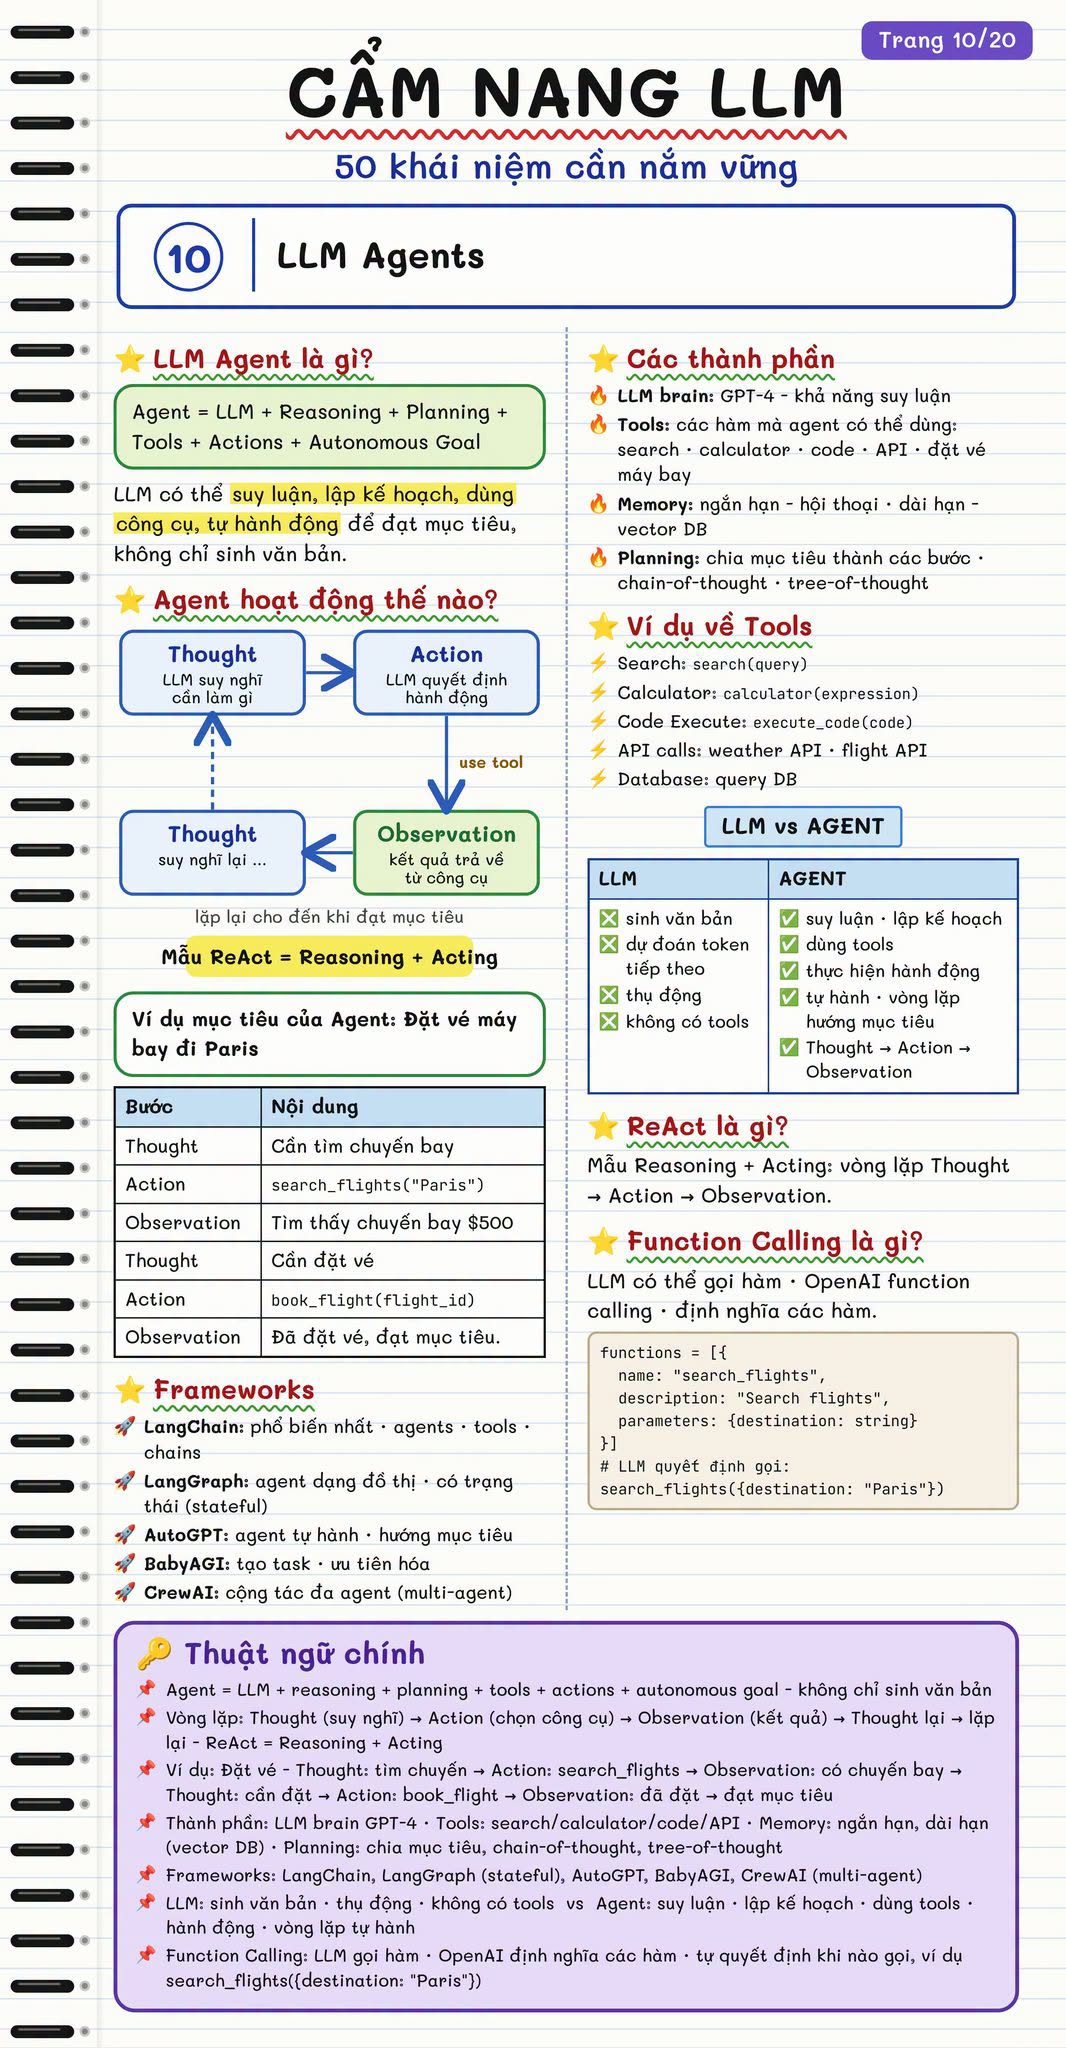 Trang 10/20
CẨM NANG LLM
50 khái niệm cần nắm vững
10
LLM Agents
⭐ LLM Agent là gì?
Agent = LLM + Reasoning + Planning +
Tools + Actions + Autonomous Goal
LLM có thể suy luận, lập kế hoạch, dùng
công cụ, tự hành động để đạt mục tiêu,
không chỉ sinh văn bản.
⭐ Agent hoạt động thế nào?
Thought
LLM suy nghĩ
cần làm gì
Action
LLM quyết định
hành động
use tool
Thought
suy nghĩ lại ...
Observation
kết quả trả về
từ công cụ
lặp lại cho đến khi đạt mục tiêu
Mẫu ReAct = Reasoning + Acting
Ví dụ mục tiêu của Agent: Đặt vé máy
bay đi Paris
Bước Nội dung
Thought Cần tìm chuyến bay
Action search_flights("Paris")
Observation Tìm thấy chuyến bay $500
Thought Cần đặt vé
Action book_flight(flight_id)
Observation Đã đặt vé, đạt mục tiêu.
⭐ Frameworks
🚀 LangChain: phổ biến nhất · agents · tools ·
chains
🚀 LangGraph: agent dạng đồ thị · có trạng
thái (stateful)
🚀 AutoGPT: agent tự hành · hướng mục tiêu
🚀 BabyAGI: tạo task · ưu tiên hóa
🚀 CrewAI: cộng tác đa agent (multi-agent)
⭐ Các thành phần
🔥 LLM brain: GPT-4 - khả năng suy luận
🔥 Tools: các hàm mà agent có thể dùng:
search · calculator · code · API · đặt vé
máy bay
🔥 Memory: ngắn hạn - hội thoại · dài hạn -
vector DB
🔥 Planning: chia mục tiêu thành các bước ·
chain-of-thought · tree-of-thought
⭐ Ví dụ về Tools
⚡ Search: search(query)
⚡ Calculator: calculator(expression)
⚡ Code Execute: execute_code(code)
⚡ API calls: weather API · flight API
⚡ Database: query DB
LLM vs AGENT
LLM
❎ sinh văn bản
❎ dự đoán token
tiếp theo
❎ thụ động
❎ không có tools
AGENT
✅ suy luận · lập kế hoạch
✅ dùng tools
✅ thực hiện hành động
✅ tự hành · vòng lặp
hướng mục tiêu
✅ Thought → Action →
Observation
⭐ ReAct là gì?
Mẫu Reasoning + Acting: vòng lặp Thought
→ Action → Observation.
⭐ Function Calling là gì?
LLM có thể gọi hàm · OpenAI function
calling · định nghĩa các hàm.
functions = [{
name: "search_flights",
description: "Search flights",
parameters: {destination: string}
}]
# LLM quyết định gọi:
search_flights({destination: "Paris"})
🔑 Thuật ngữ chính
📌 Agent = LLM + reasoning + planning + tools + actions + autonomous goal - không chỉ sinh văn bản
📌 Vòng lặp: Thought (suy nghĩ) → Action (chọn công cụ) → Observation (kết quả) → Thought lại → lặp
lại - ReAct = Reasoning + Acting
📌 Ví dụ: Đặt vé - Thought: tìm chuyến → Action: search_flights → Observation: có chuyến bay →
Thought: cần đặt → Action: book_flight → Observation: đã đặt → đạt mục tiêu
📌 Thành phần: LLM brain GPT-4 · Tools: search/calculator/code/API · Memory: ngắn hạn, dài hạn
(vector DB) · Planning: chia mục tiêu, chain-of-thought, tree-of-thought
📌 Frameworks: LangChain, LangGraph (stateful), AutoGPT, BabyAGI, CrewAI (multi-agent)
📌 LLM: sinh văn bản · thụ động · không có tools vs Agent: suy luận · lập kế hoạch · dùng tools ·
hành động · vòng lặp tự hành
📌 Function Calling: LLM gọi hàm · OpenAI định nghĩa các hàm · tự quyết định khi nào gọi, ví dụ
search_flights({destination: "Paris"})